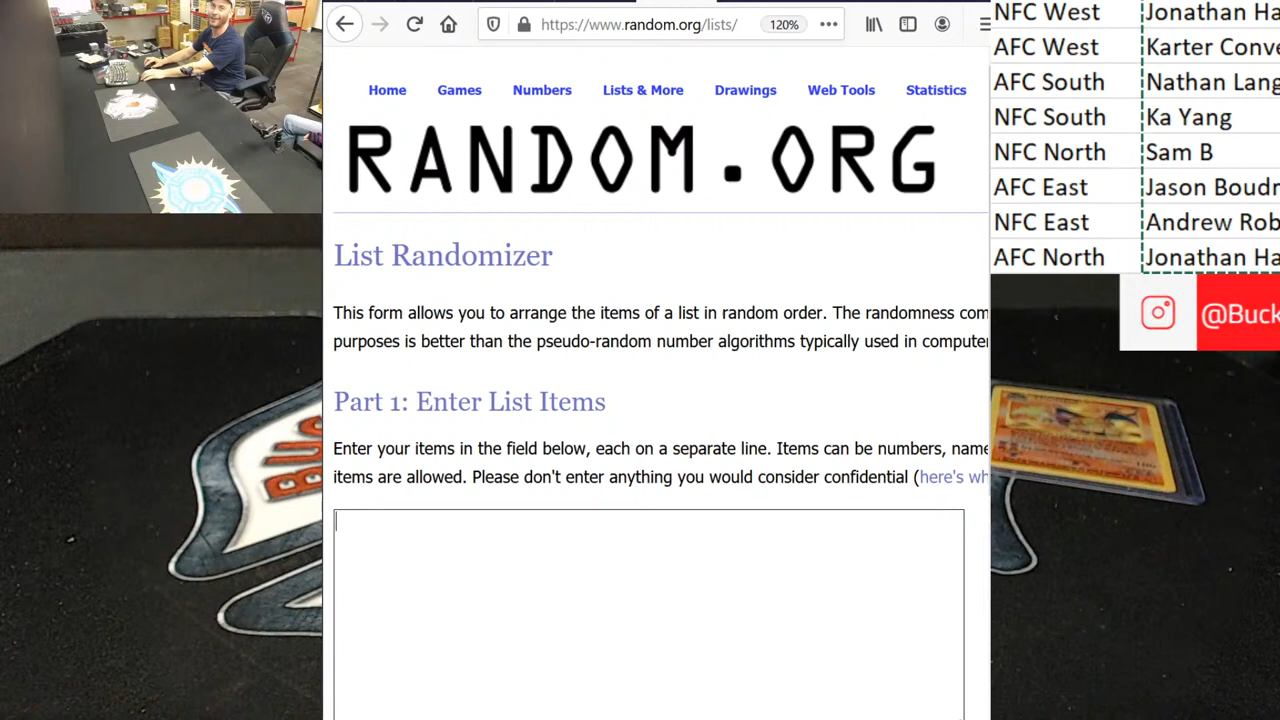 https://www.random.org/lists/
120%
Home
Games
Numbers
Lists & More
Drawings
Web Tools
Statistics
RANDOM.ORG
List Randomizer
This form allows you to arrange the items of a list in random order. The randomness com
purposes is better than the pseudo-random number algorithms typically used in computer
Part 1: Enter List Items
Enter your items in the field below, each on a separate line. Items can be numbers, name
items are allowed. Please don't enter anything you would consider confidential (here's wh
NFC West Jonathan Ha
AFC West Karter Conve
AFC South Nathan Lang
NFC South Ka Yang
NFC North Sam B
AFC East Jason Boudr
NFC East Andrew Rob
AFC North Jonathan Ha
@Buck
BUC